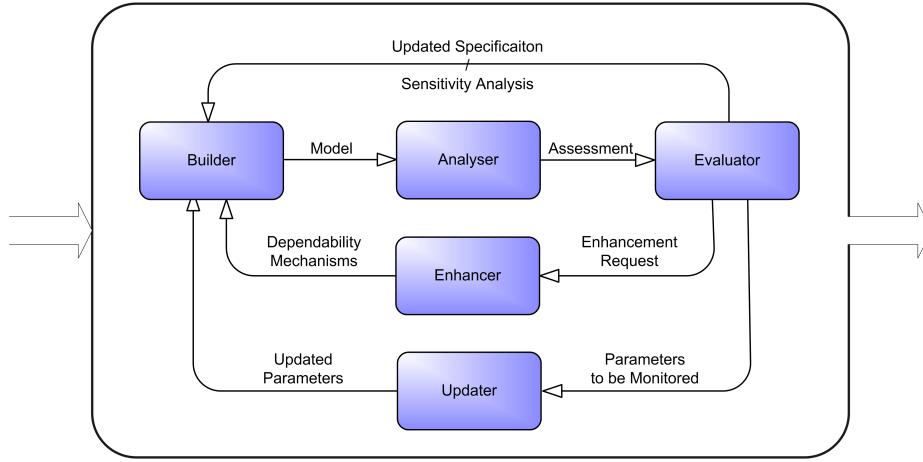 Updated Specificaiton
Sensitivity Analysis
Builder
Model
Analyser
Assessment
Evaluator
Dependability
Mechanisms
Enhancer
Enhancement
Request
Updated
Parameters
Updater
Parameters
to be Monitored